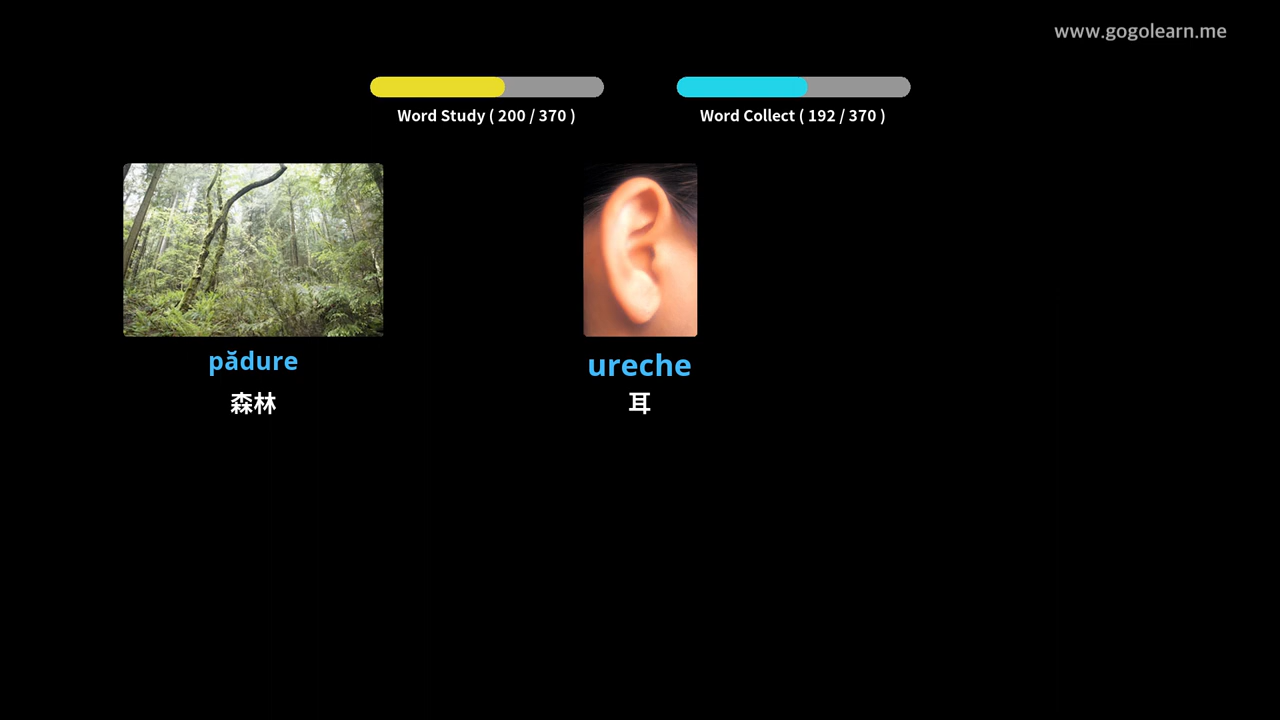 www.gogolearn.me
Word Study ( 200 / 370 )
Word Collect ( 192 / 370 )
pădure
森林
ureche
耳